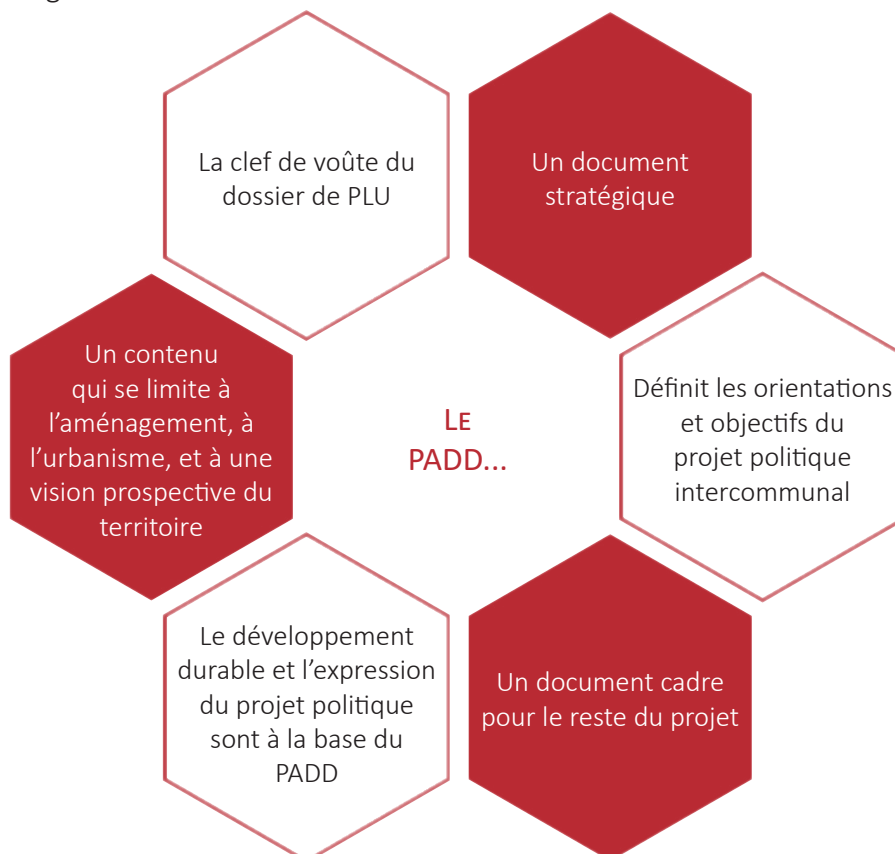 La clef de voûte du
dossier de PLU
Un document
stratégique
Un contenu
qui se limite à
l’aménagement, à
l’urbanisme, et à une
vision prospective du
territoire
LE
PADD...
Définit les orientations
et objectifs du
projet politique
intercommunal
Le développement
durable et l’expression
du projet politique
sont à la base du
PADD
Un document cadre
pour le reste du projet